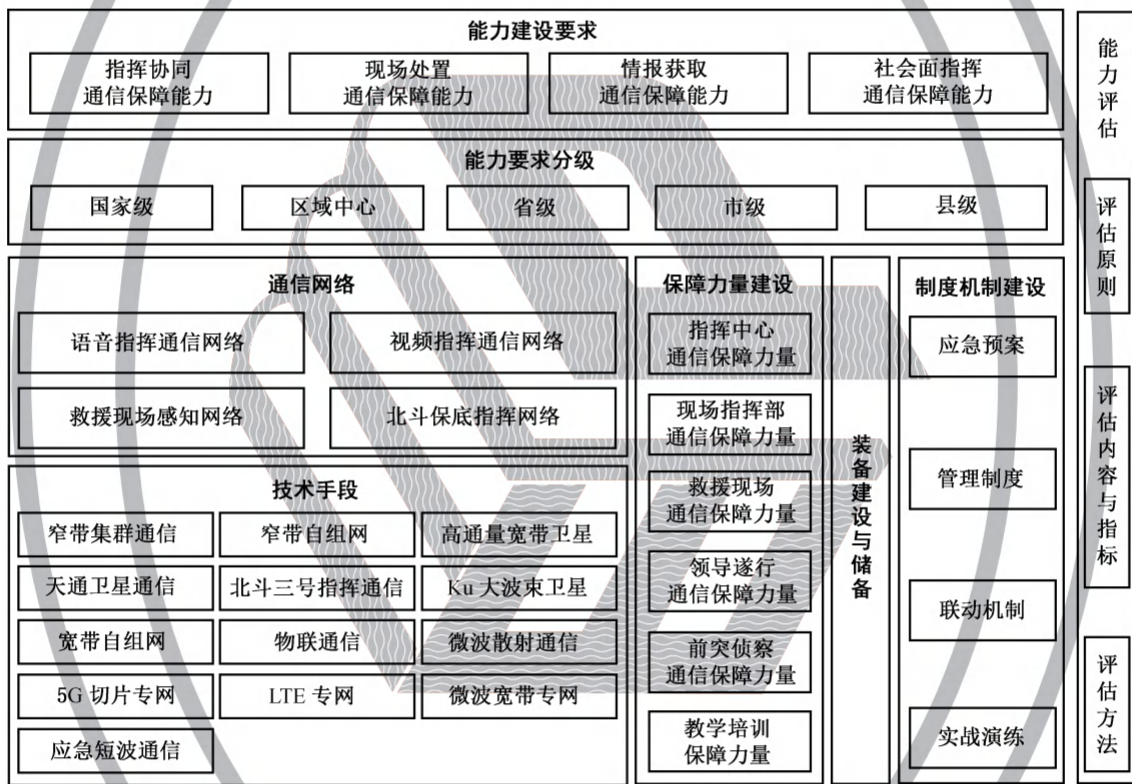 能力建设要求
指挥协同
通信保障能力
现场处置
通信保障能力
情报获取
通信保障能力
社会面指挥
通信保障能力
能力要求分级
国家级
区域中心
省级
市级
县级
通信网络
语音指挥通信网络
视频指挥通信网络
救援现场感知网络
北斗保底指挥网络
技术手段
窄带集群通信
窄带自组网
高通量宽带卫星
天通卫星通信
北斗三号指挥通信
Ku 大波束卫星
宽带自组网
物联通信
微波散射通信
5G 切片专网
LTE 专网
微波宽带专网
应急短波通信
保障力量建设
指挥中心
通信保障力量
现场指挥部
通信保障力量
救援现场
通信保障力量
领导遂行
通信保障力量
前突侦察
通信保障力量
教学培训
保障力量
装备建设与储备
制度机制建设
应急预案
管理制度
联动机制
实战演练
能力评估
评估原则
评估内容与指标
评估方法